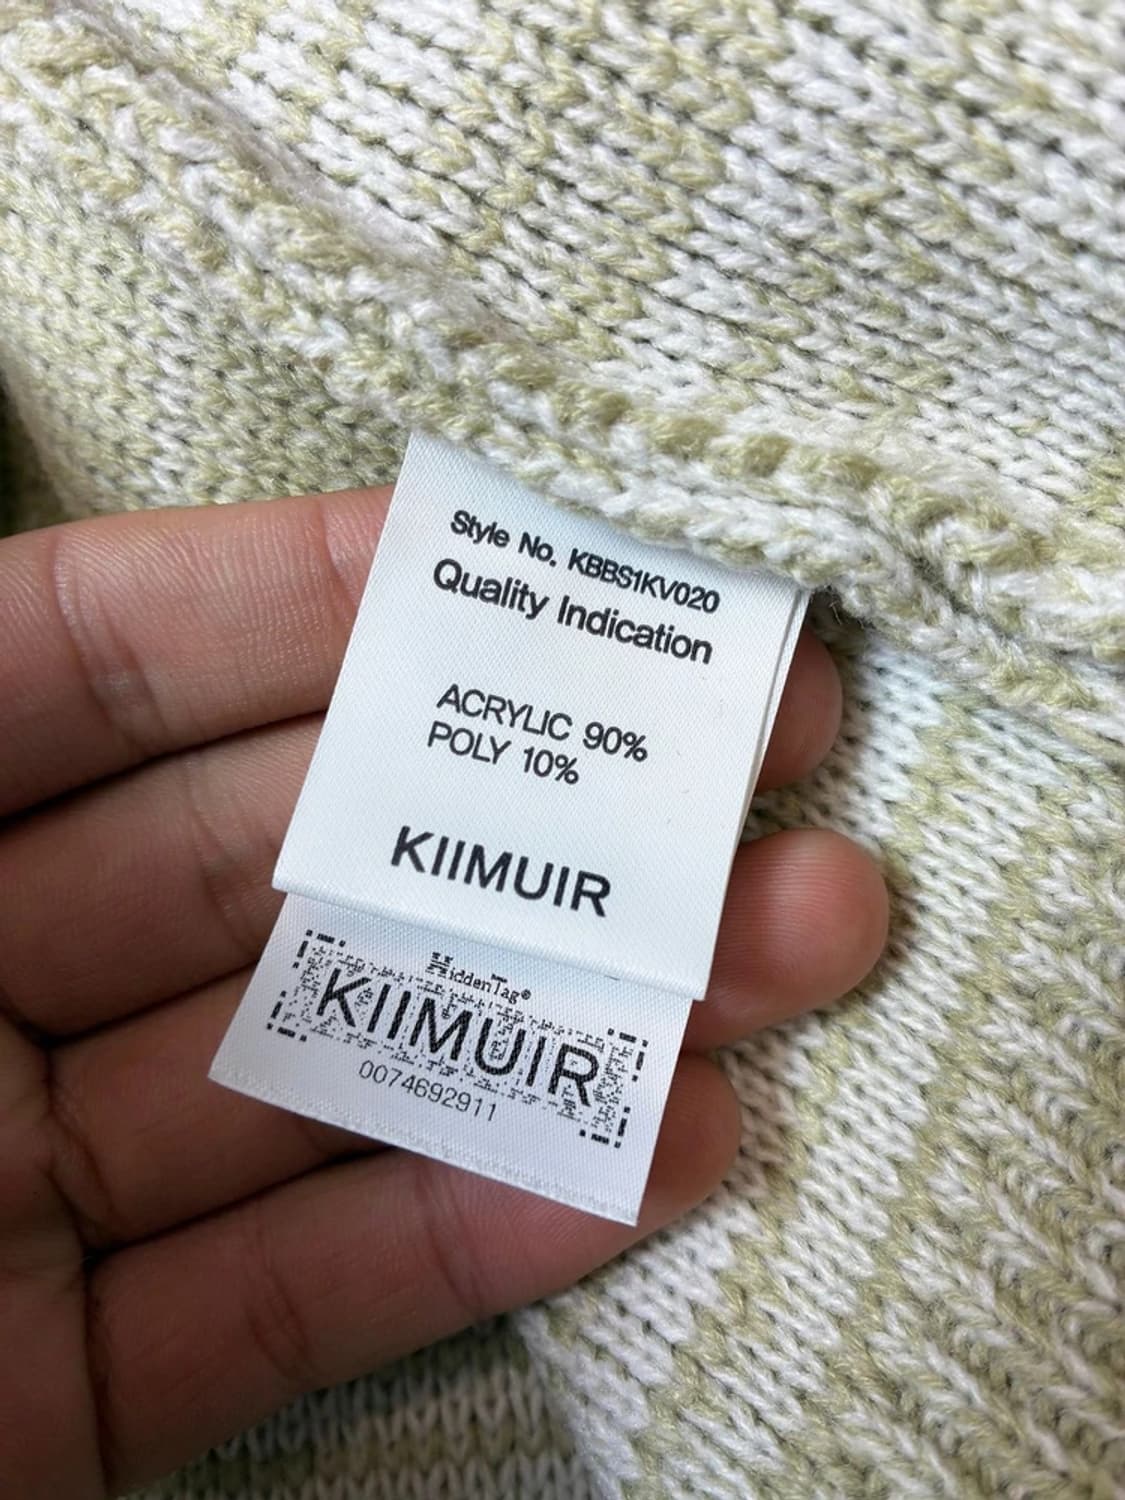 Style No. KBBS1KV020
Quality Indication
ACRYLIC 90%
POLY 10%
KIIMUIR
HiddenTag®
KIIMUIR
0074692911